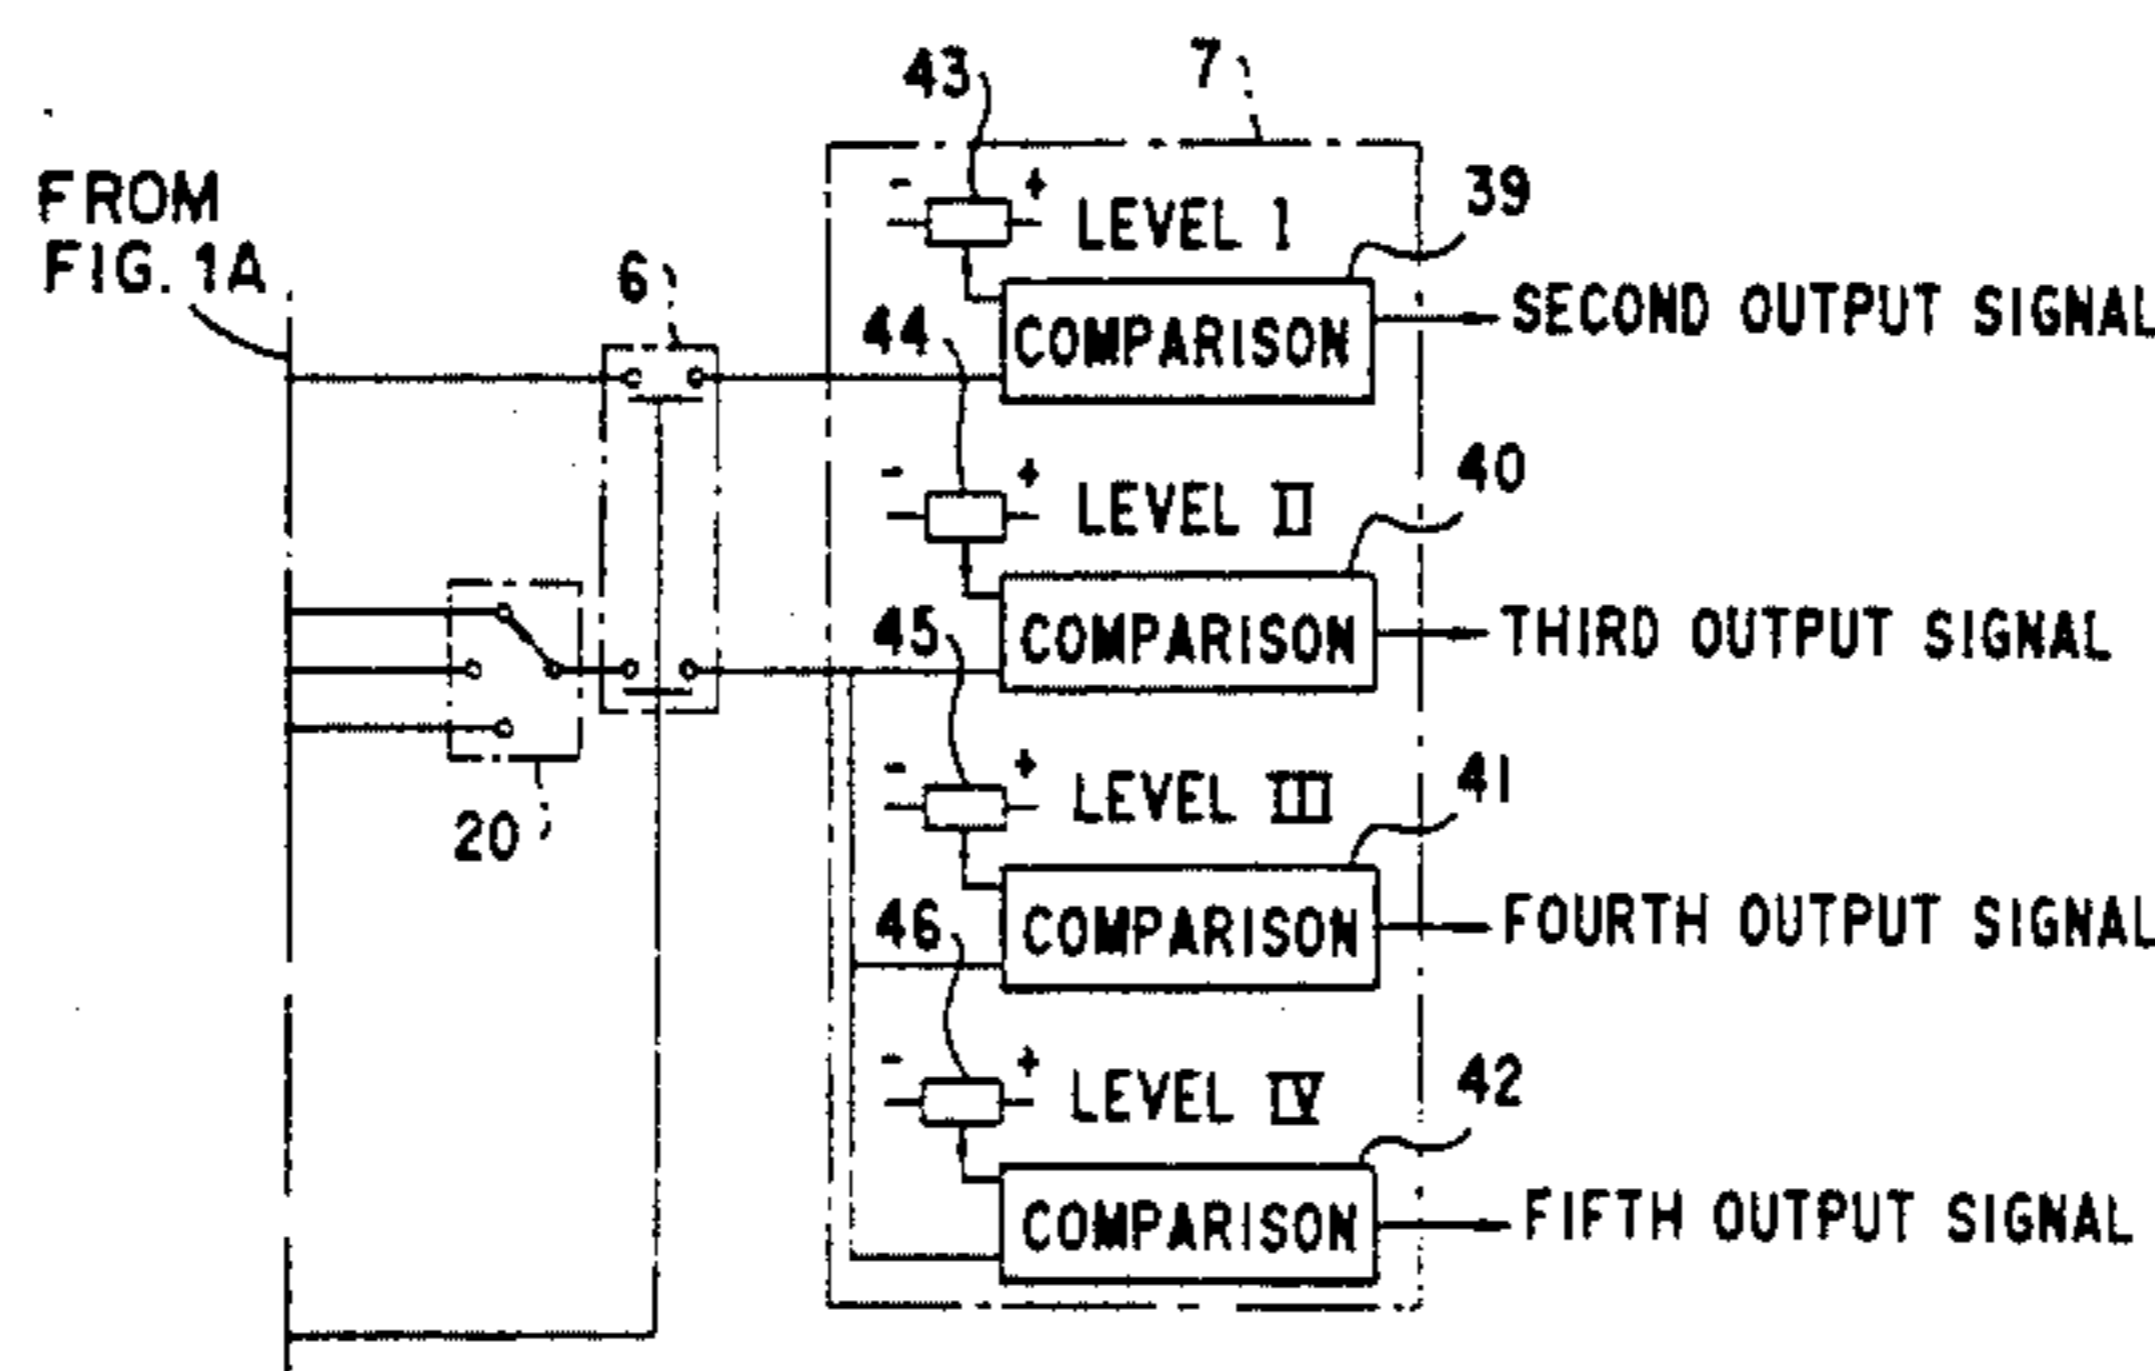 FROM
FIG. 1A
6
20
43
7
- +
LEVEL I
39
COMPARISON
SECOND OUTPUT SIGNAL
44
- +
LEVEL II
40
COMPARISON
THIRD OUTPUT SIGNAL
45
- +
LEVEL III
41
COMPARISON
FOURTH OUTPUT SIGNAL
46
- +
LEVEL IV
42
COMPARISON
FIFTH OUTPUT SIGNAL